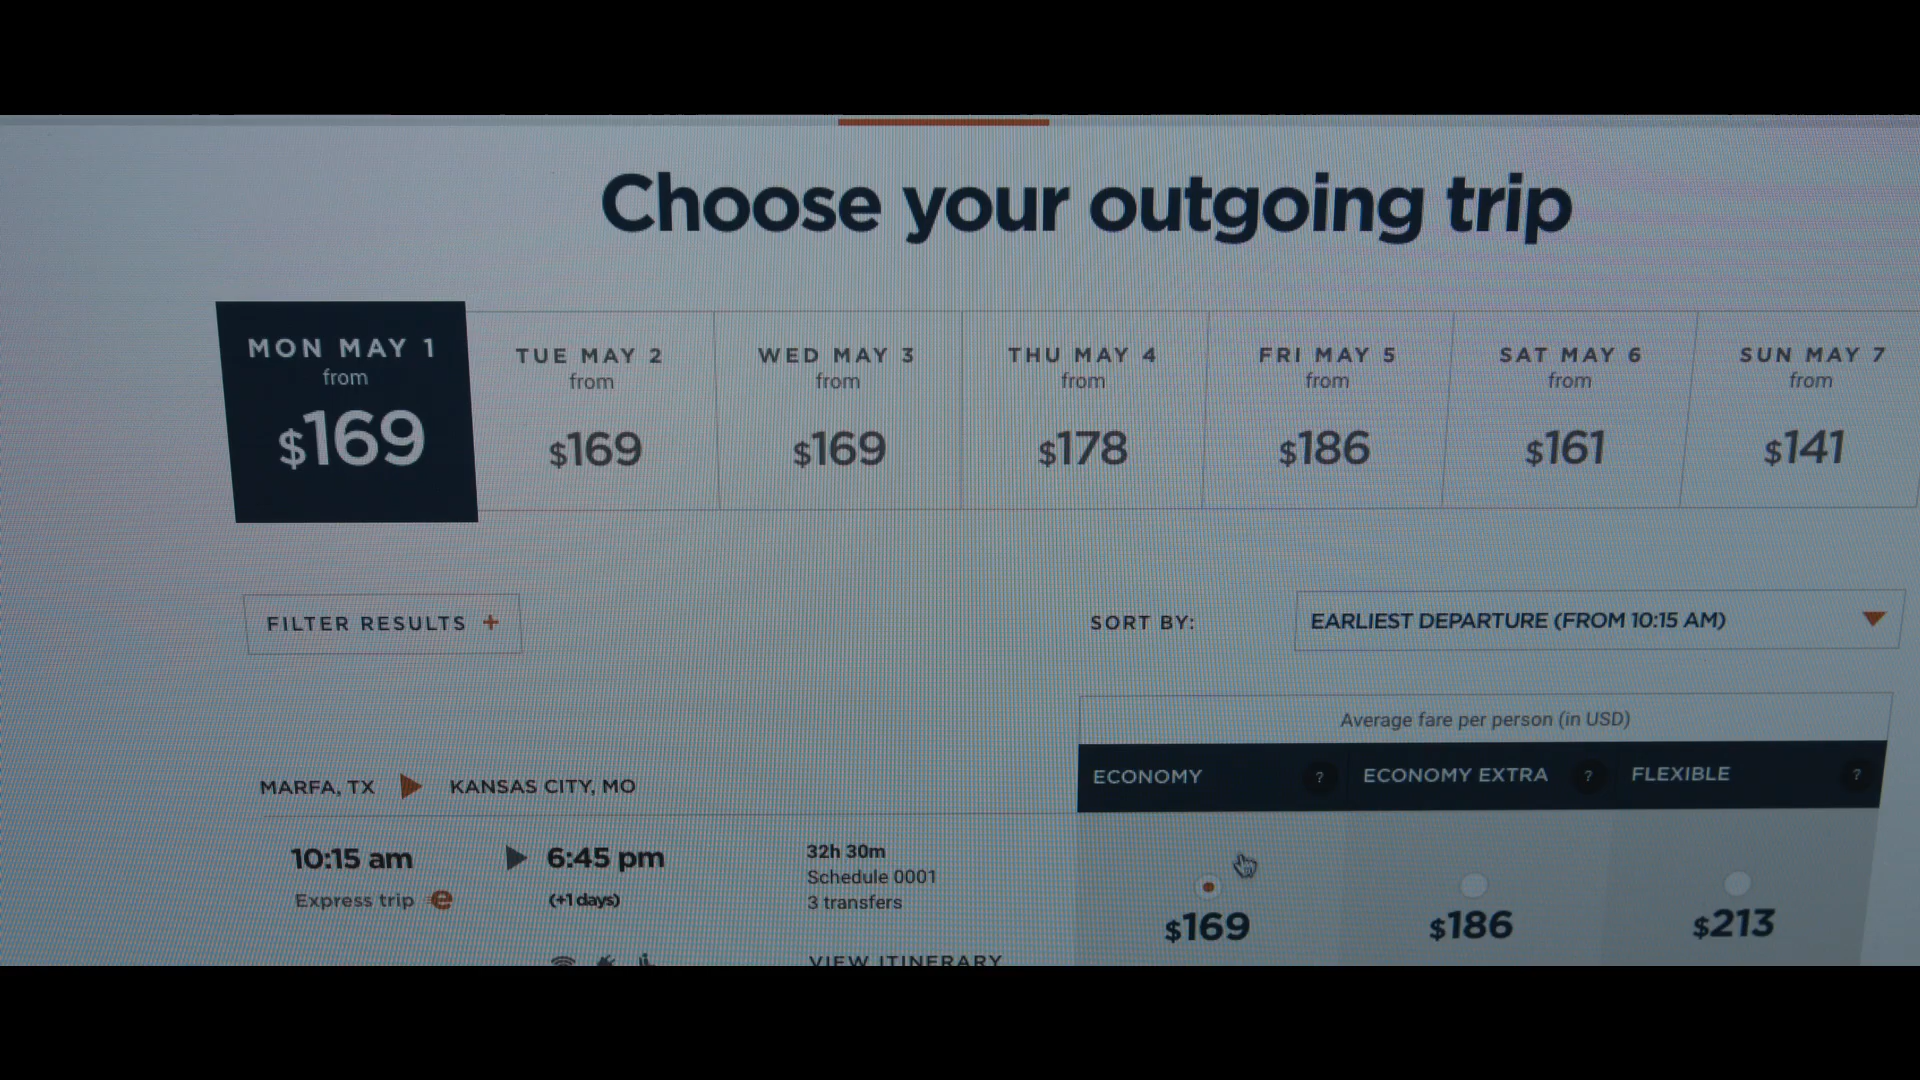 Choose your outgoing trip
MON MAY 1
from
$169
TUE MAY 2
from
$169
WED MAY 3
from
$169
THU MAY 4
from
$178
FRI MAY 5
from
$186
SAT MAY 6
from
$161
SUN MAY 7
from
$141
FILTER RESULTS +
SORT BY:
EARLIEST DEPARTURE (FROM 10:15 AM)
Average fare per person (in USD)
ECONOMY ?
ECONOMY EXTRA ?
FLEXIBLE ?
MARFA, TX
KANSAS CITY, MO
10:15 am
Express trip e
6:45 pm
(+1 days)
32h 30m
Schedule 0001
3 transfers
VIEW ITINERARY
$169
$186
$213